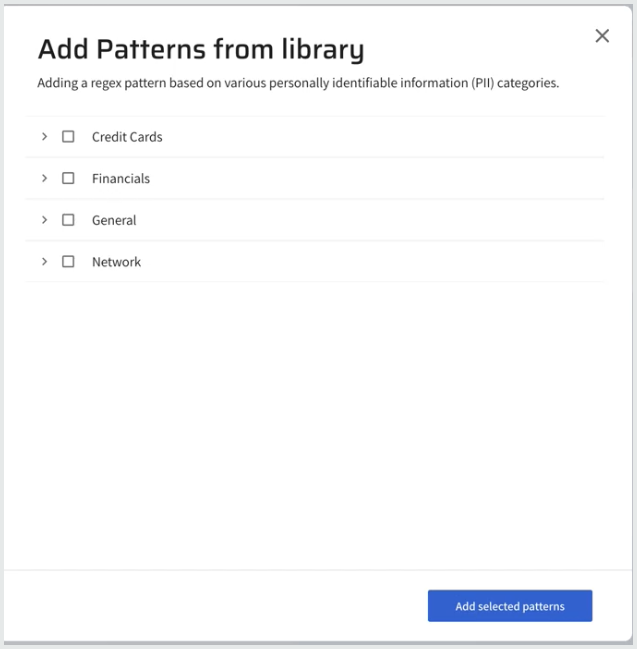 Add Patterns from library
Adding a regex pattern based on various personally identifiable information (PII) categories.
Credit Cards
Financials
General
Network
Add selected patterns